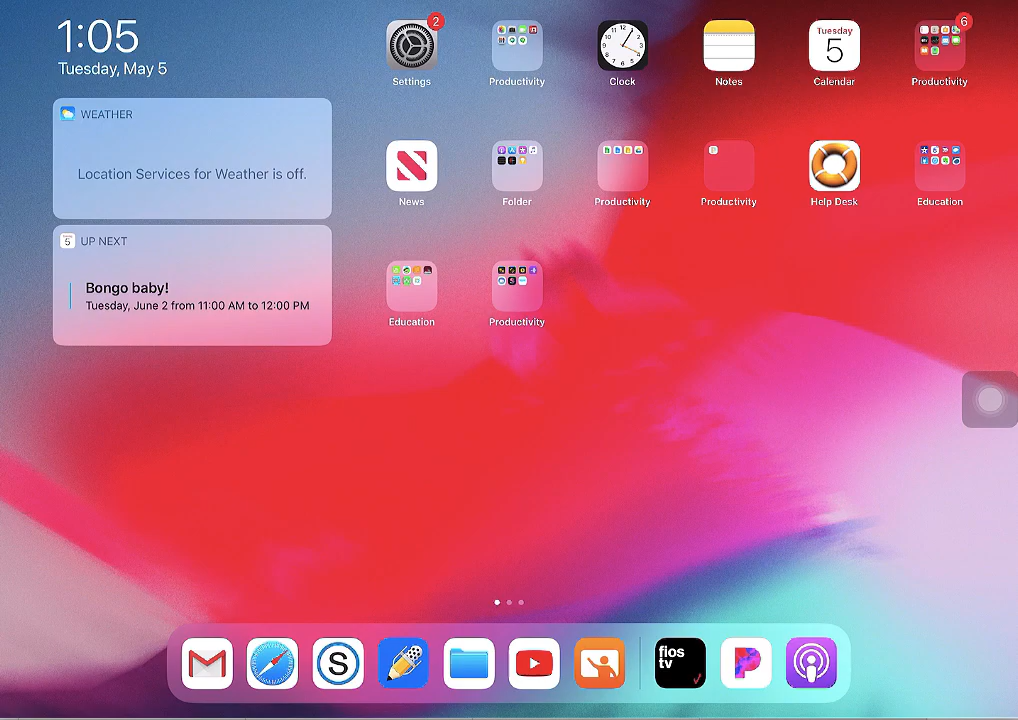 1:05
Tuesday, May 5
WEATHER
Location Services for Weather is off.
UP NEXT
Bongo baby!
Tuesday, June 2 from 11:00 AM to 12:00 PM
2
Settings
Productivity
Clock
Notes
Tuesday
5
Calendar
6
Productivity
News
Folder
Productivity
Productivity
Help Desk
Education
Education
Productivity
S
fios
tv